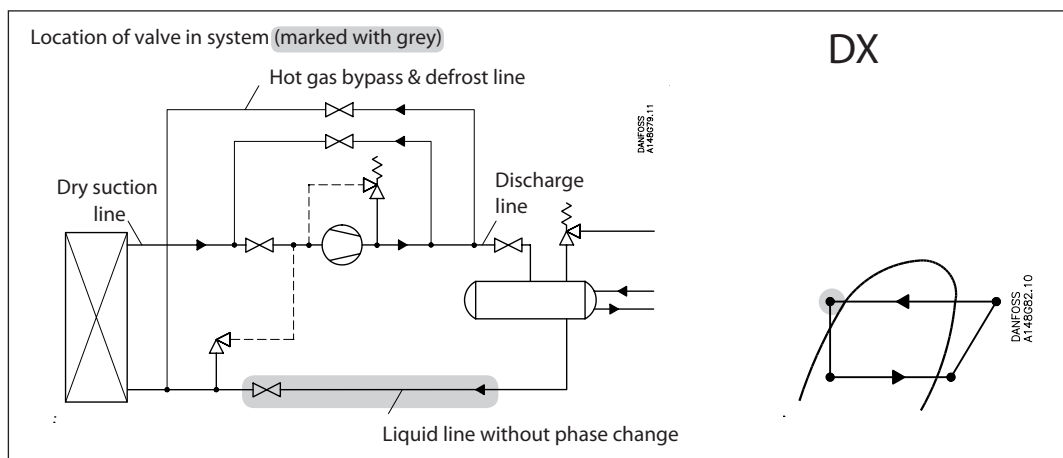 Location of valve in system (marked with grey)
DX
Hot gas bypass & defrost line
DANFOSS
A148G79.11
Dry suction
line
Discharge
line
DANFOSS
A148G82.10
Liquid line without phase change